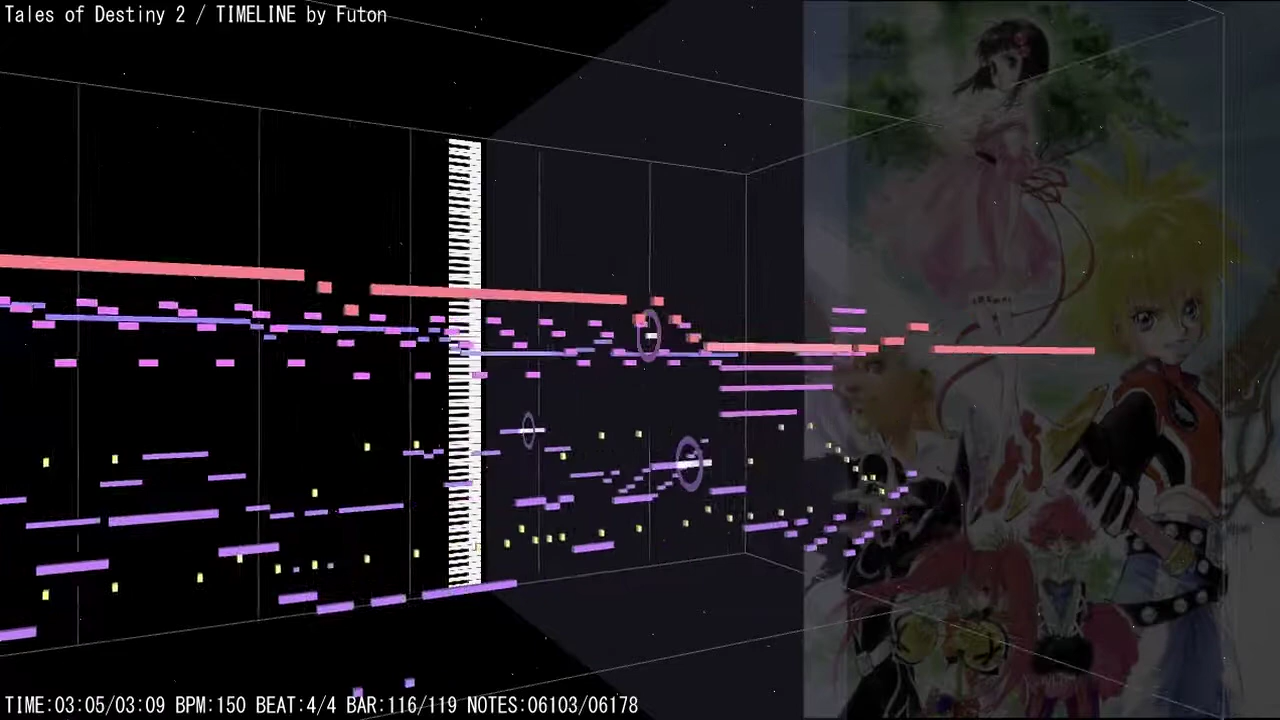 Tales of Destiny 2 / TIMELINE by Futon
TIME:03:05/03:09 BPM:150 BEAT:4/4 BAR:116/119 NOTES:06103/06178